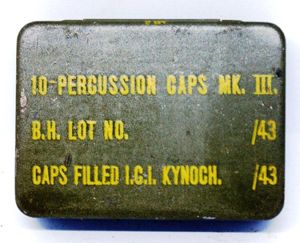 10-PERCUSSION CAPS MK. III.
B.H. LOT NO. /43
CAPS FILLED I.C.I. KYNOCH. /43